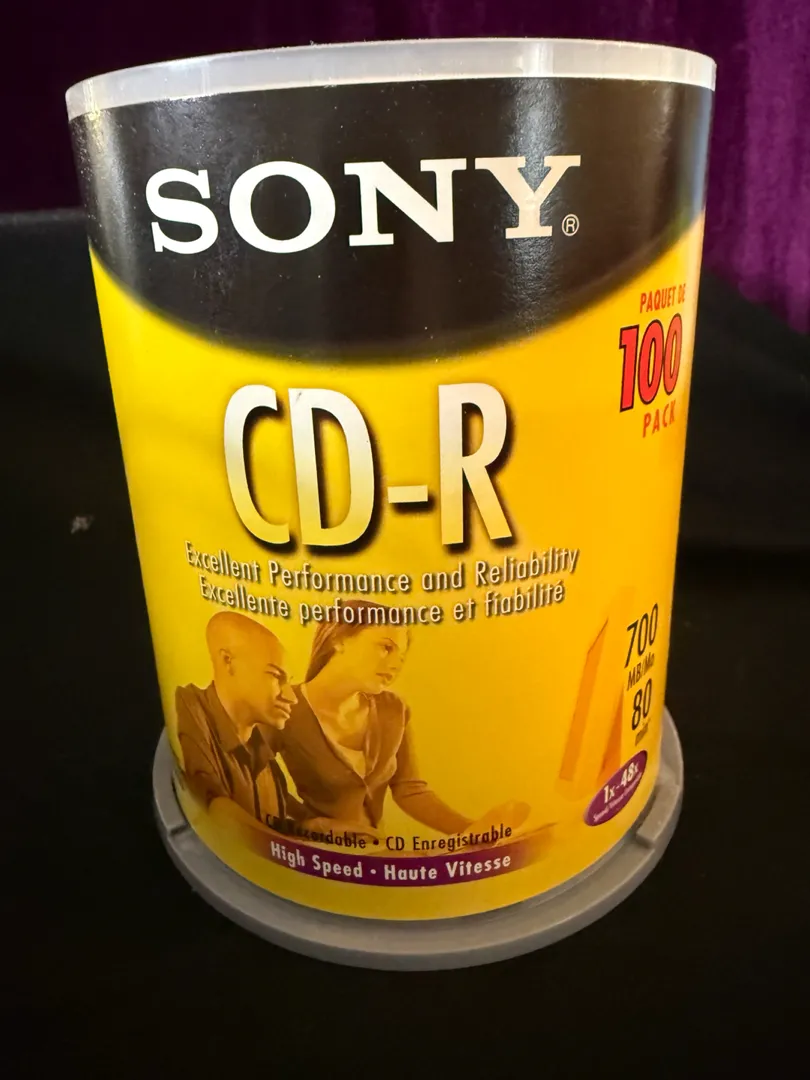 SONY®
PAQUET DE
100
PACK
CD-R
Excellent Performance and Reliability
Excellente performance et fiabilité
700
MB/Mo
80
min
1x-48x
CD Recordable • CD Enregistrable
High Speed • Haute Vitesse